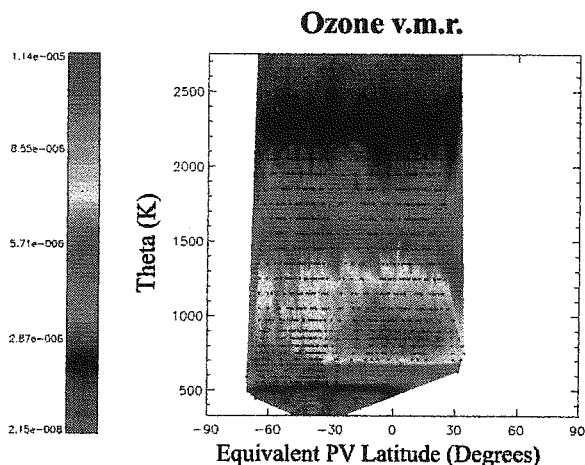 Ozone v.m.r.
1.14e-005
8.55e-006
5.71e-006
2.87e-006
2.15e-008
Theta (K)
2500
2000
1500
1000
500
-90
-60
-30
0
30
60
90
Equivalent PV Latitude (Degrees)